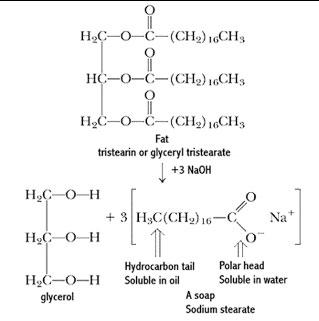 O
H₂C—O—C—(CH₂)₁₆CH₃
O
HC—O—C—(CH₂)₁₆CH₃
O
H₂C—O—C—(CH₂)₁₆CH₃
Fat
tristearin or glyceryl tristearate
+3 NaOH
H₂C—O—H
O
H₂C—O—H + 3 H₃C(CH₂)₁₆—C Na⁺
O⁻
Hydrocarbon tail Polar head
Soluble in oil Soluble in water
H₂C—O—H
glycerol
A soap
Sodium stearate